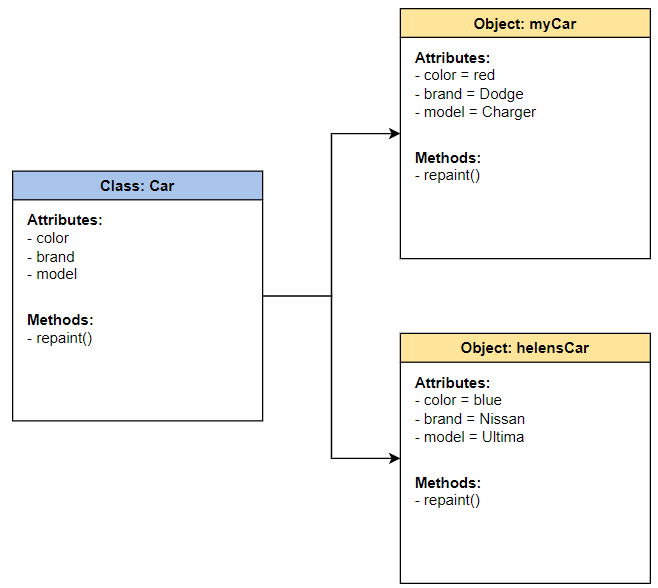 Class: Car
Attributes:
- color
- brand
- model
Methods:
- repaint()
Object: myCar
Attributes:
- color = red
- brand = Dodge
- model = Charger
Methods:
- repaint()
Object: helensCar
Attributes:
- color = blue
- brand = Nissan
- model = Ultima
Methods:
- repaint()